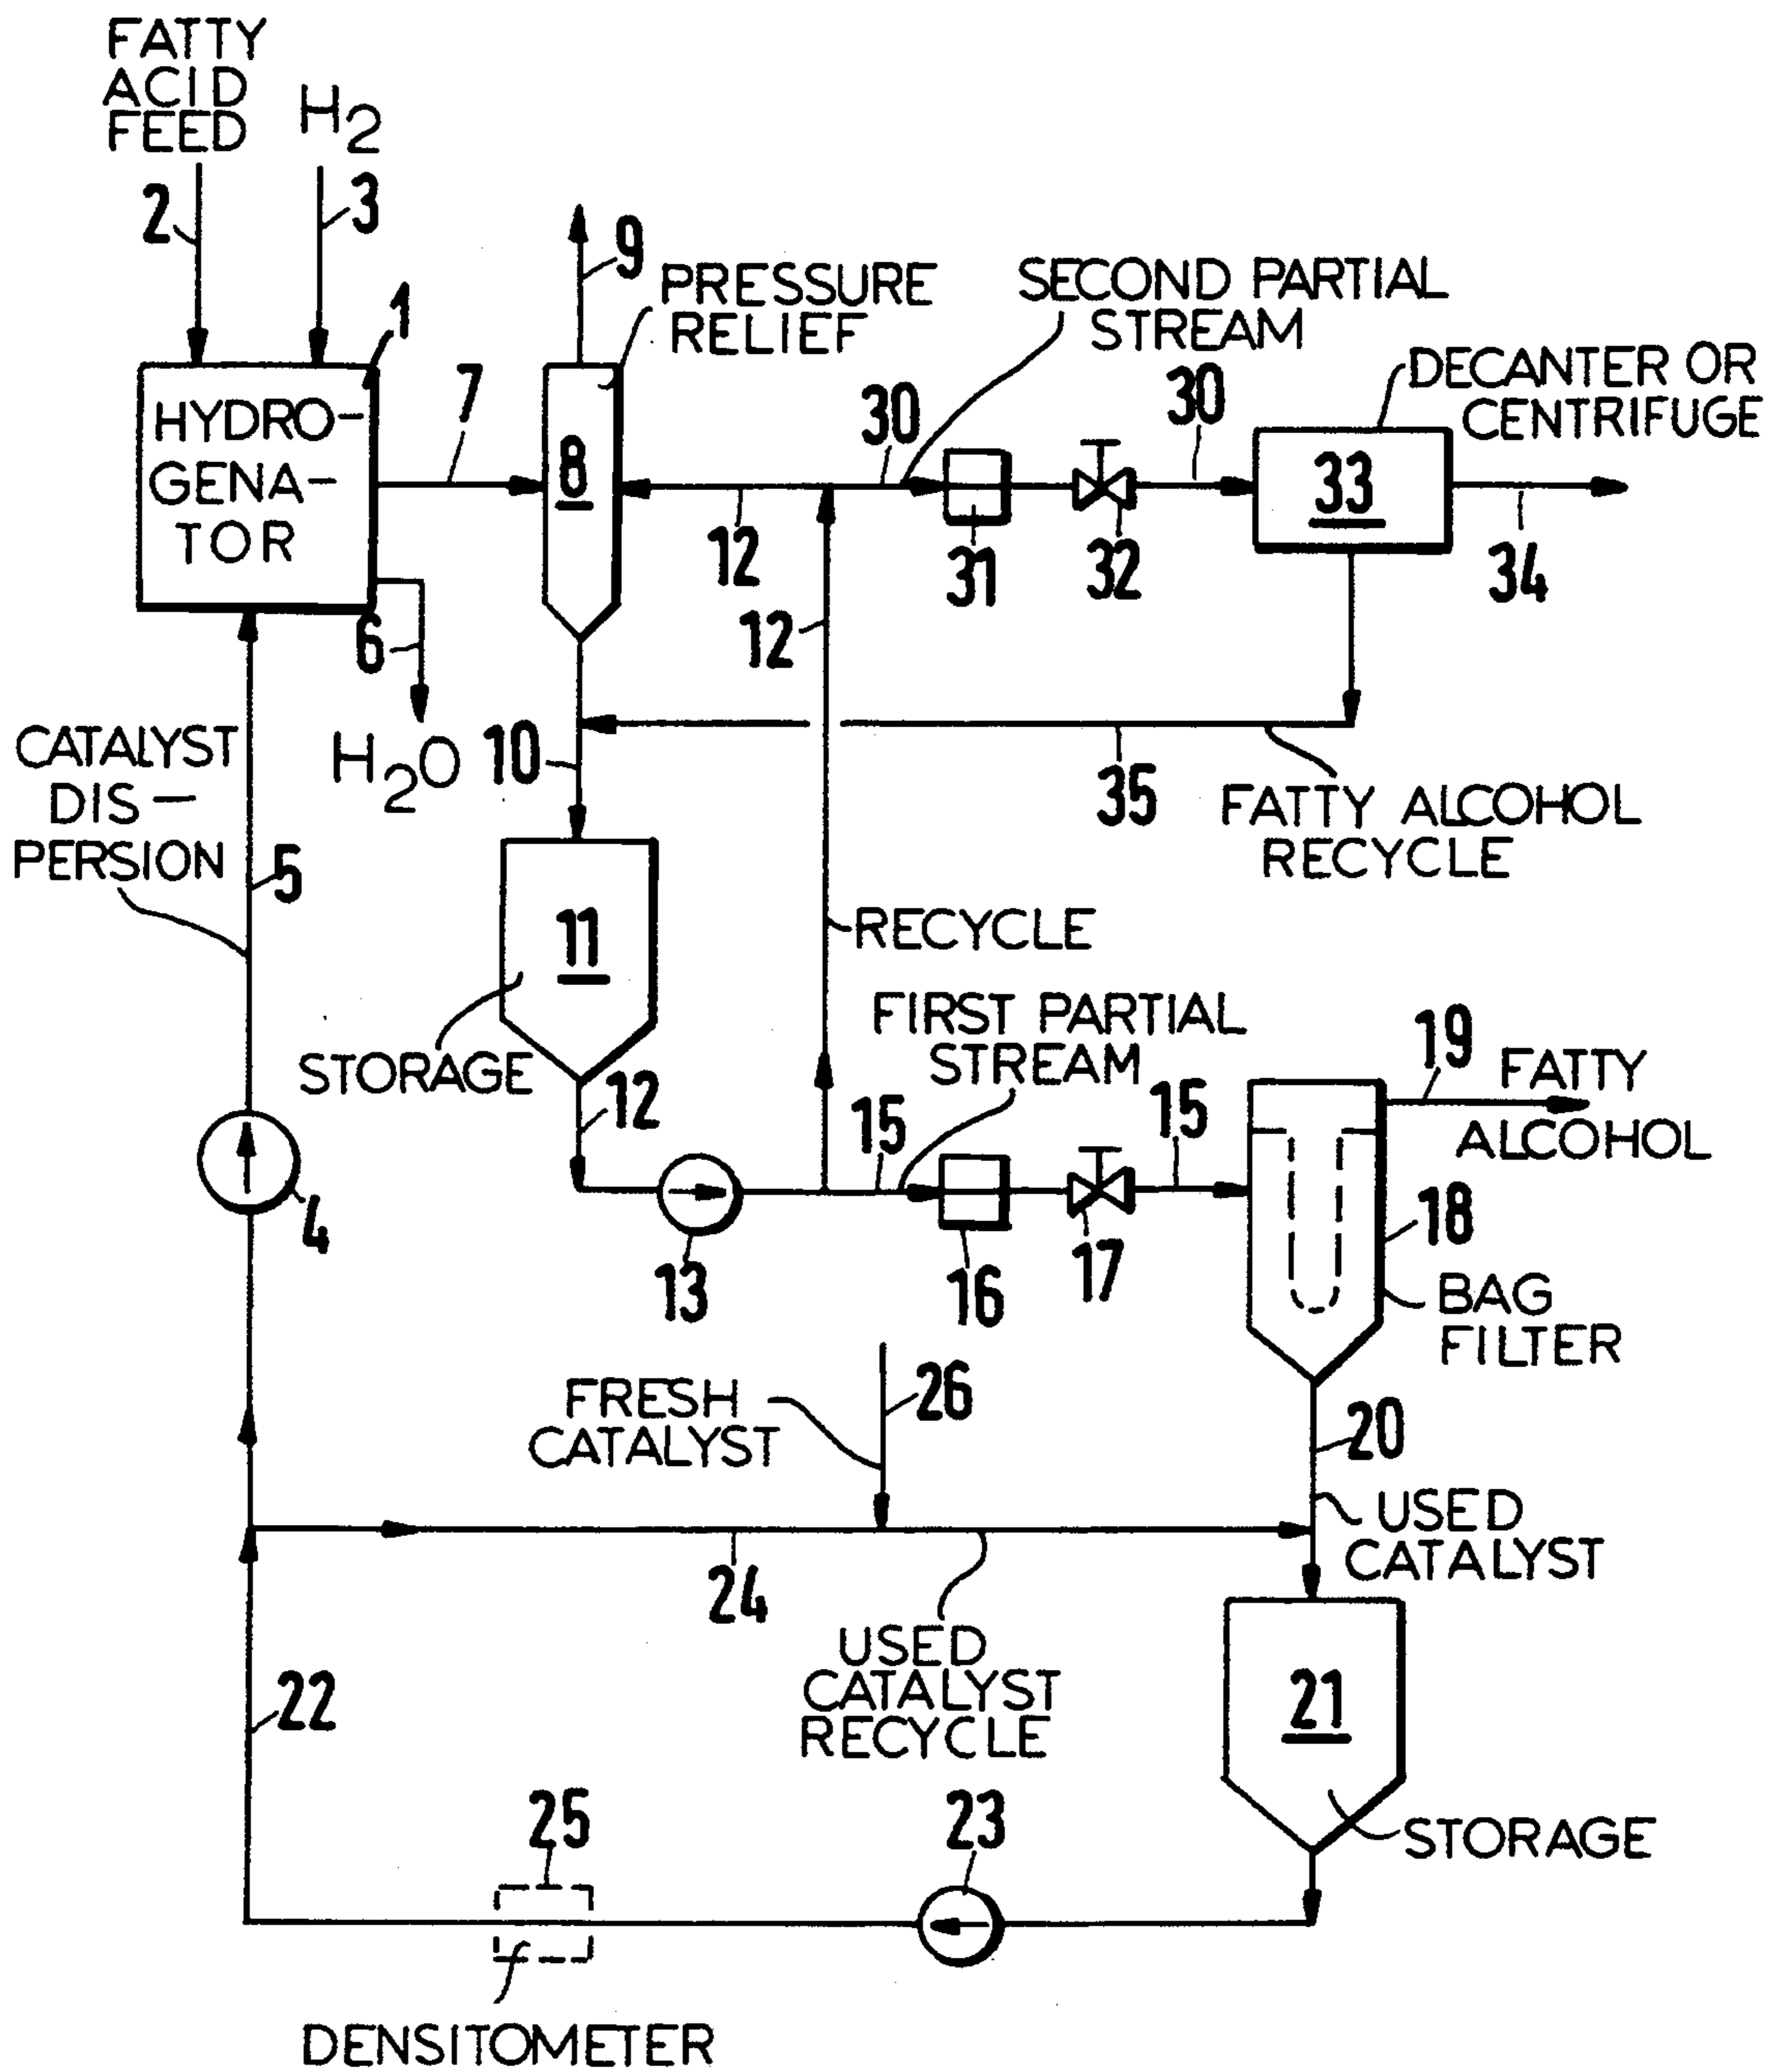 FATTY
ACID
FEED
H2
2
3
1
HYDRO-
GENA-
TOR
7
9
PRESSURE
RELIEF
8
SECOND PARTIAL
STREAM
30
30
12
31
32
DECANTER OR
CENTRIFUGE
33
34
12
6
H2O
10
35
FATTY ALCOHOL
RECYCLE
CATALYST
DIS-
PERSION
5
11
STORAGE
RECYCLE
FIRST PARTIAL
STREAM
12
15
15
19
FATTY
ALCOHOL
4
13
16
17
18
BAG
FILTER
FRESH
CATALYST
26
20
USED
CATALYST
24
USED
CATALYST
RECYCLE
22
21
STORAGE
25
23
DENSITOMETER